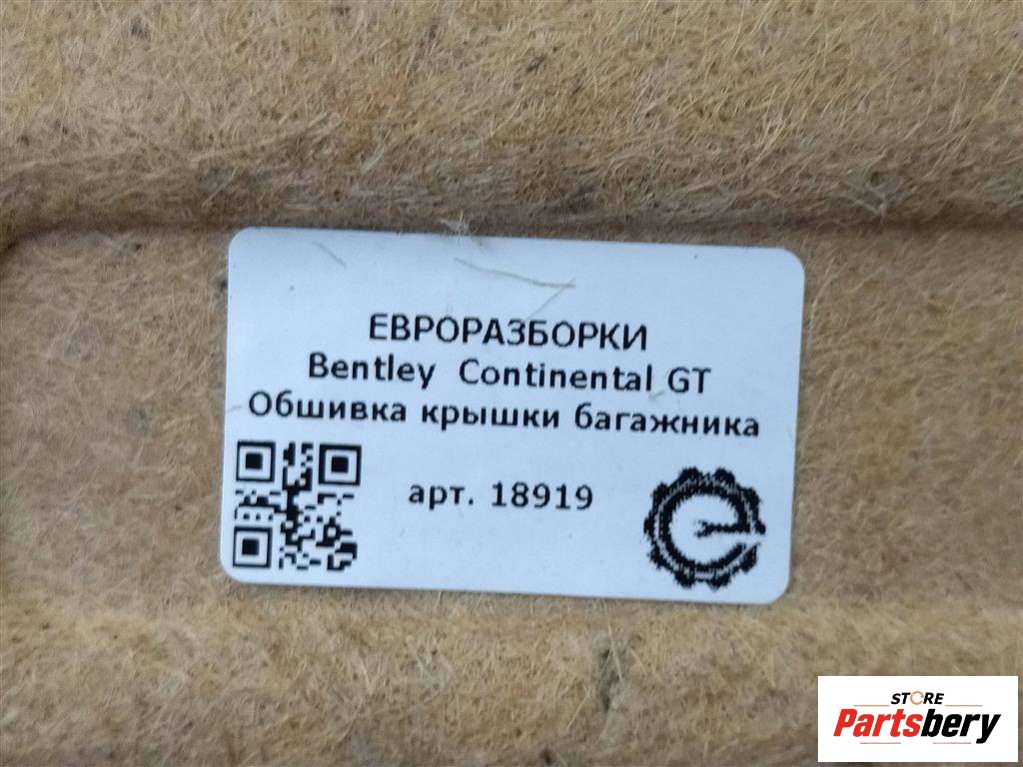 ЕВРОРАЗБОРКИ
Bentley Continental GT
Обшивка крышки багажника
арт. 18919
STORE
Partsbery